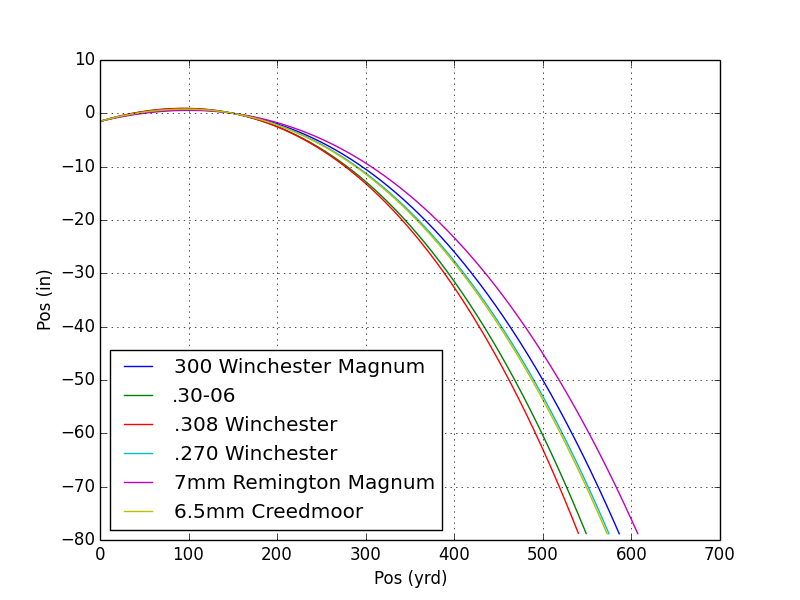 10
0
−10
−20
−30
−40
−50
−60
−70
−80
Pos (in)
300 Winchester Magnum
.30-06
.308 Winchester
.270 Winchester
7mm Remington Magnum
6.5mm Creedmoor
0 100 200 300 400 500 600 700
Pos (yrd)